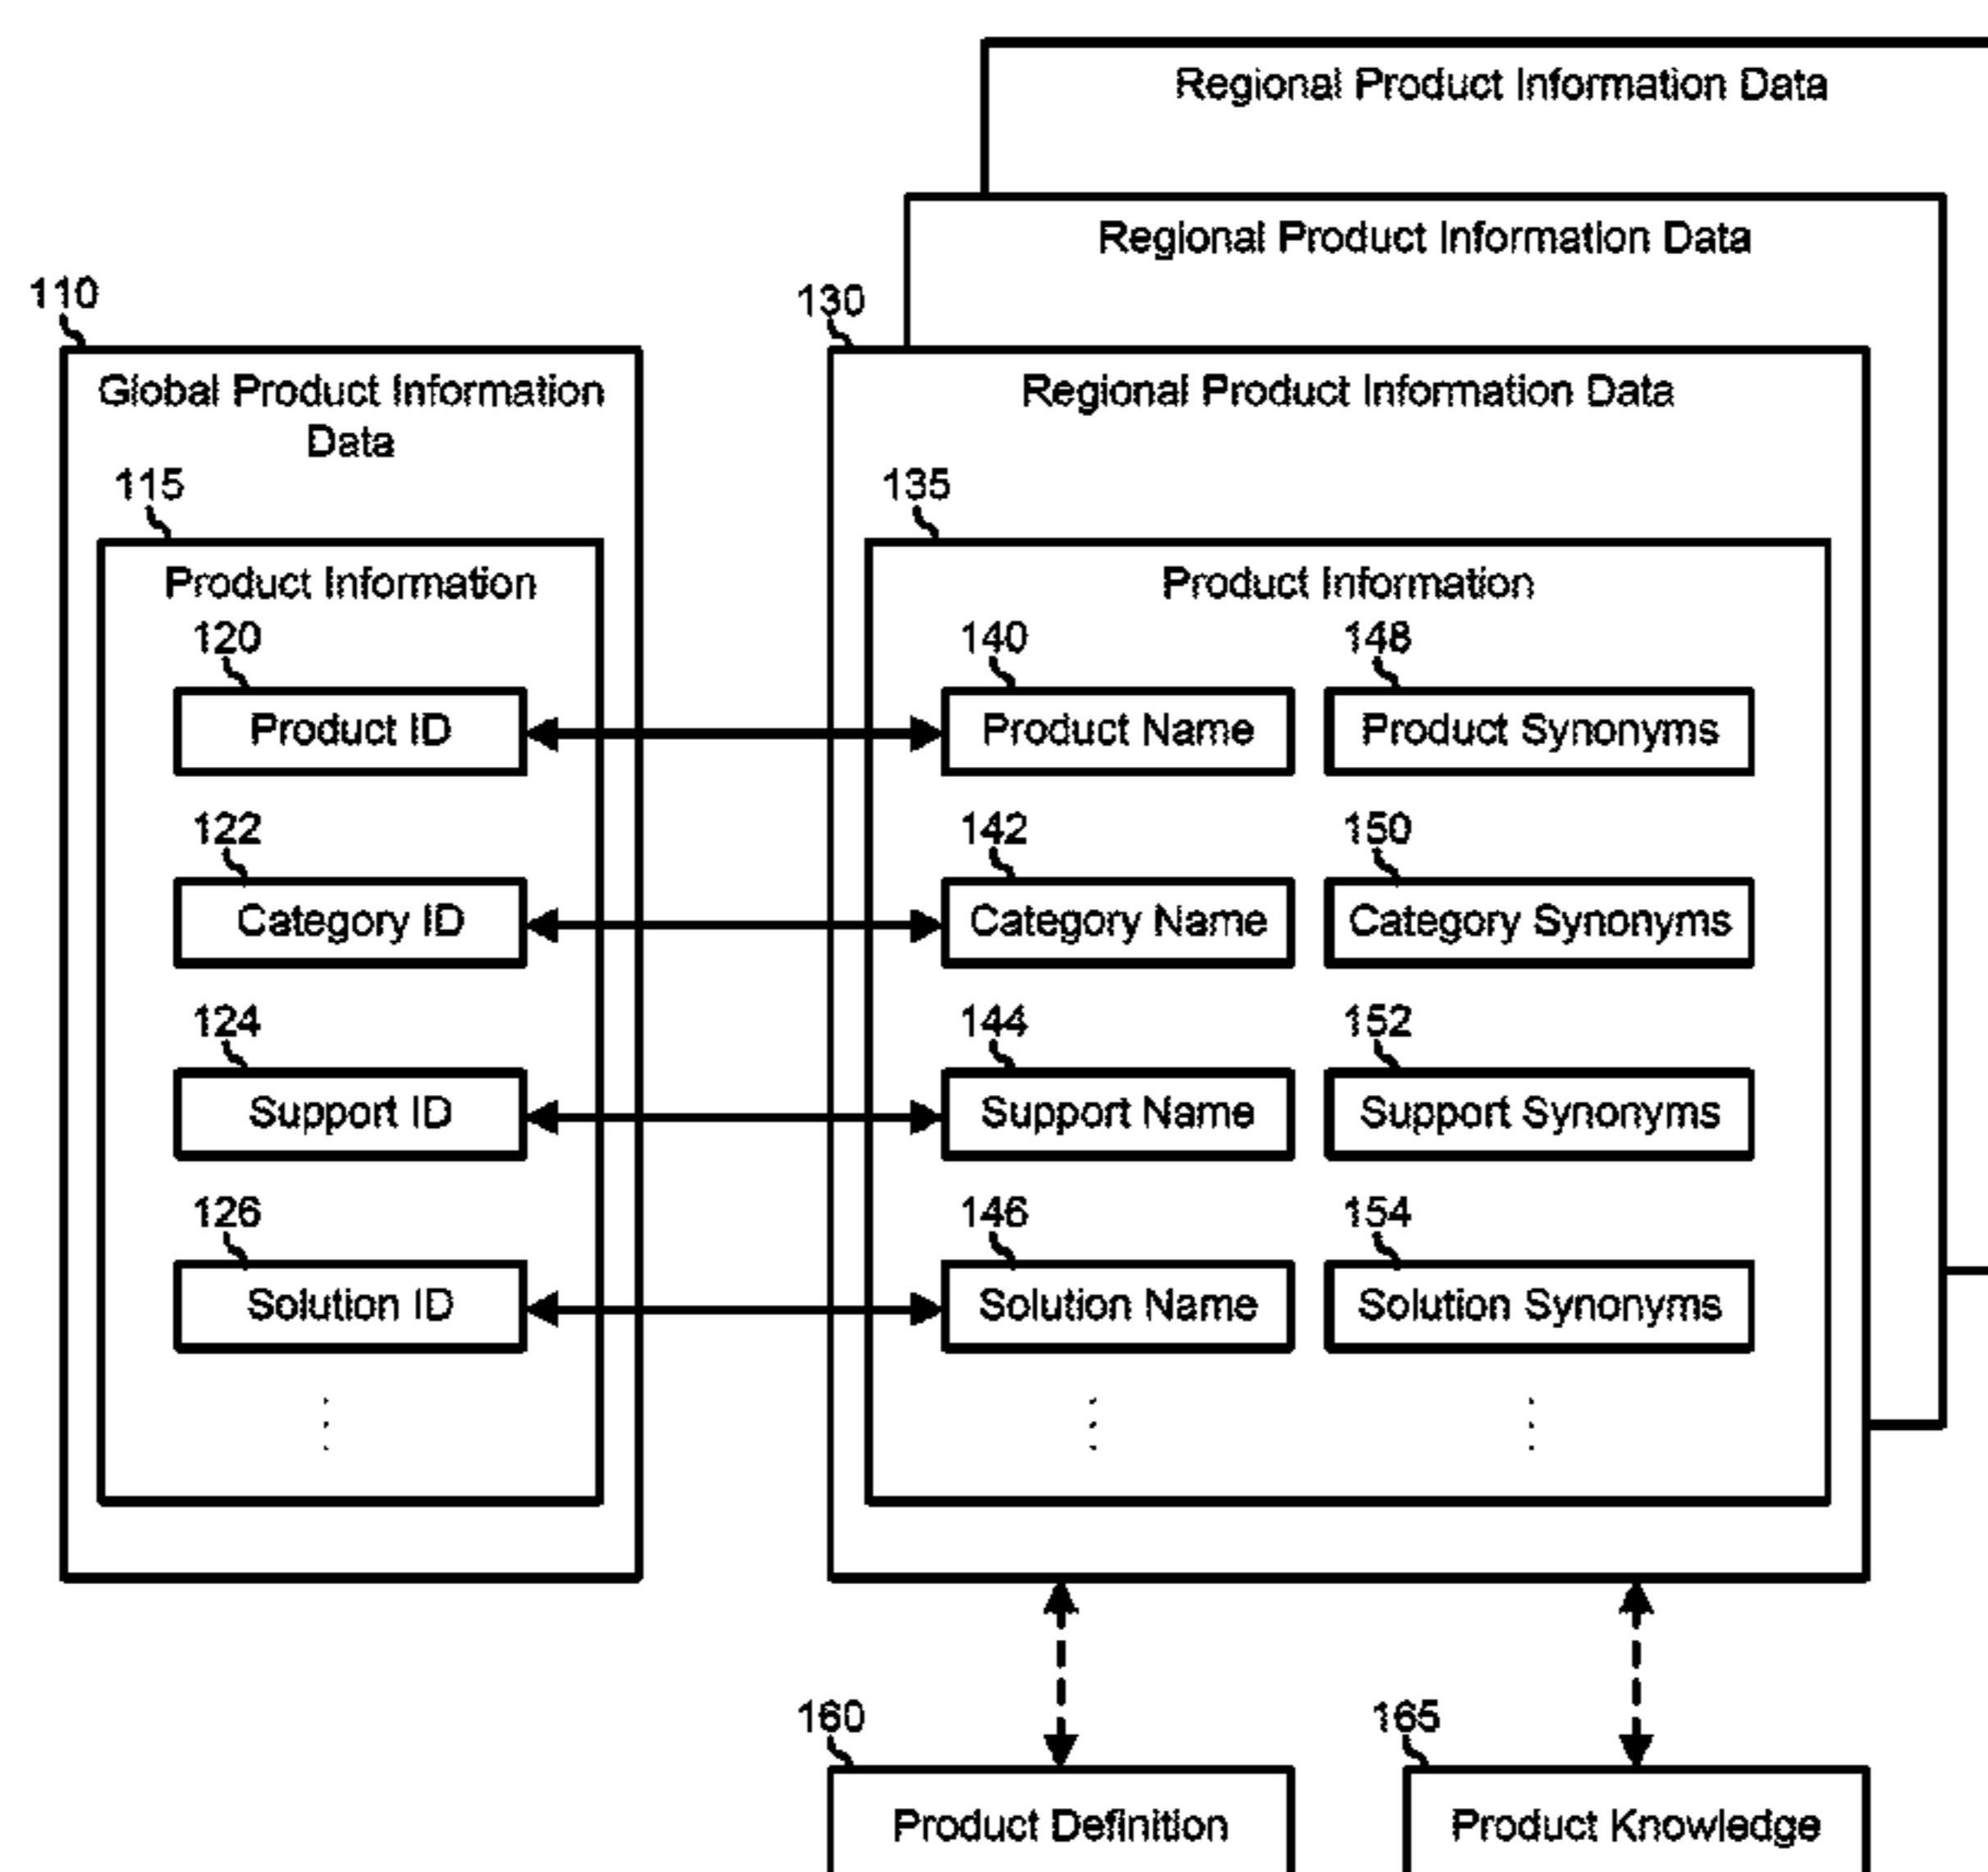 Regional Product Information Data
Regional Product Information Data
110
Global Product Information
Data
115
Product Information
120
Product ID
122
Category ID
124
Support ID
126
Solution ID
130
Regional Product Information Data
135
Product Information
140
Product Name
148
Product Synonyms
142
Category Name
150
Category Synonyms
144
Support Name
152
Support Synonyms
146
Solution Name
154
Solution Synonyms
160
Product Definition
165
Product Knowledge